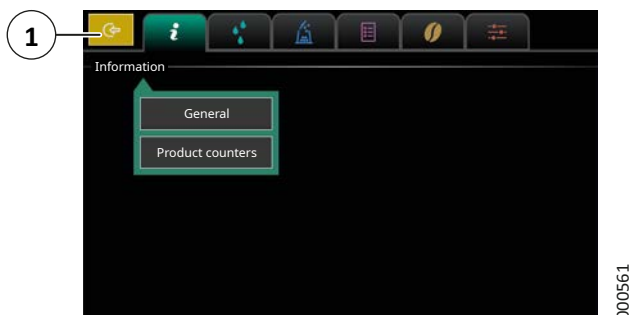 1
i
Information
General
Product counters
000561